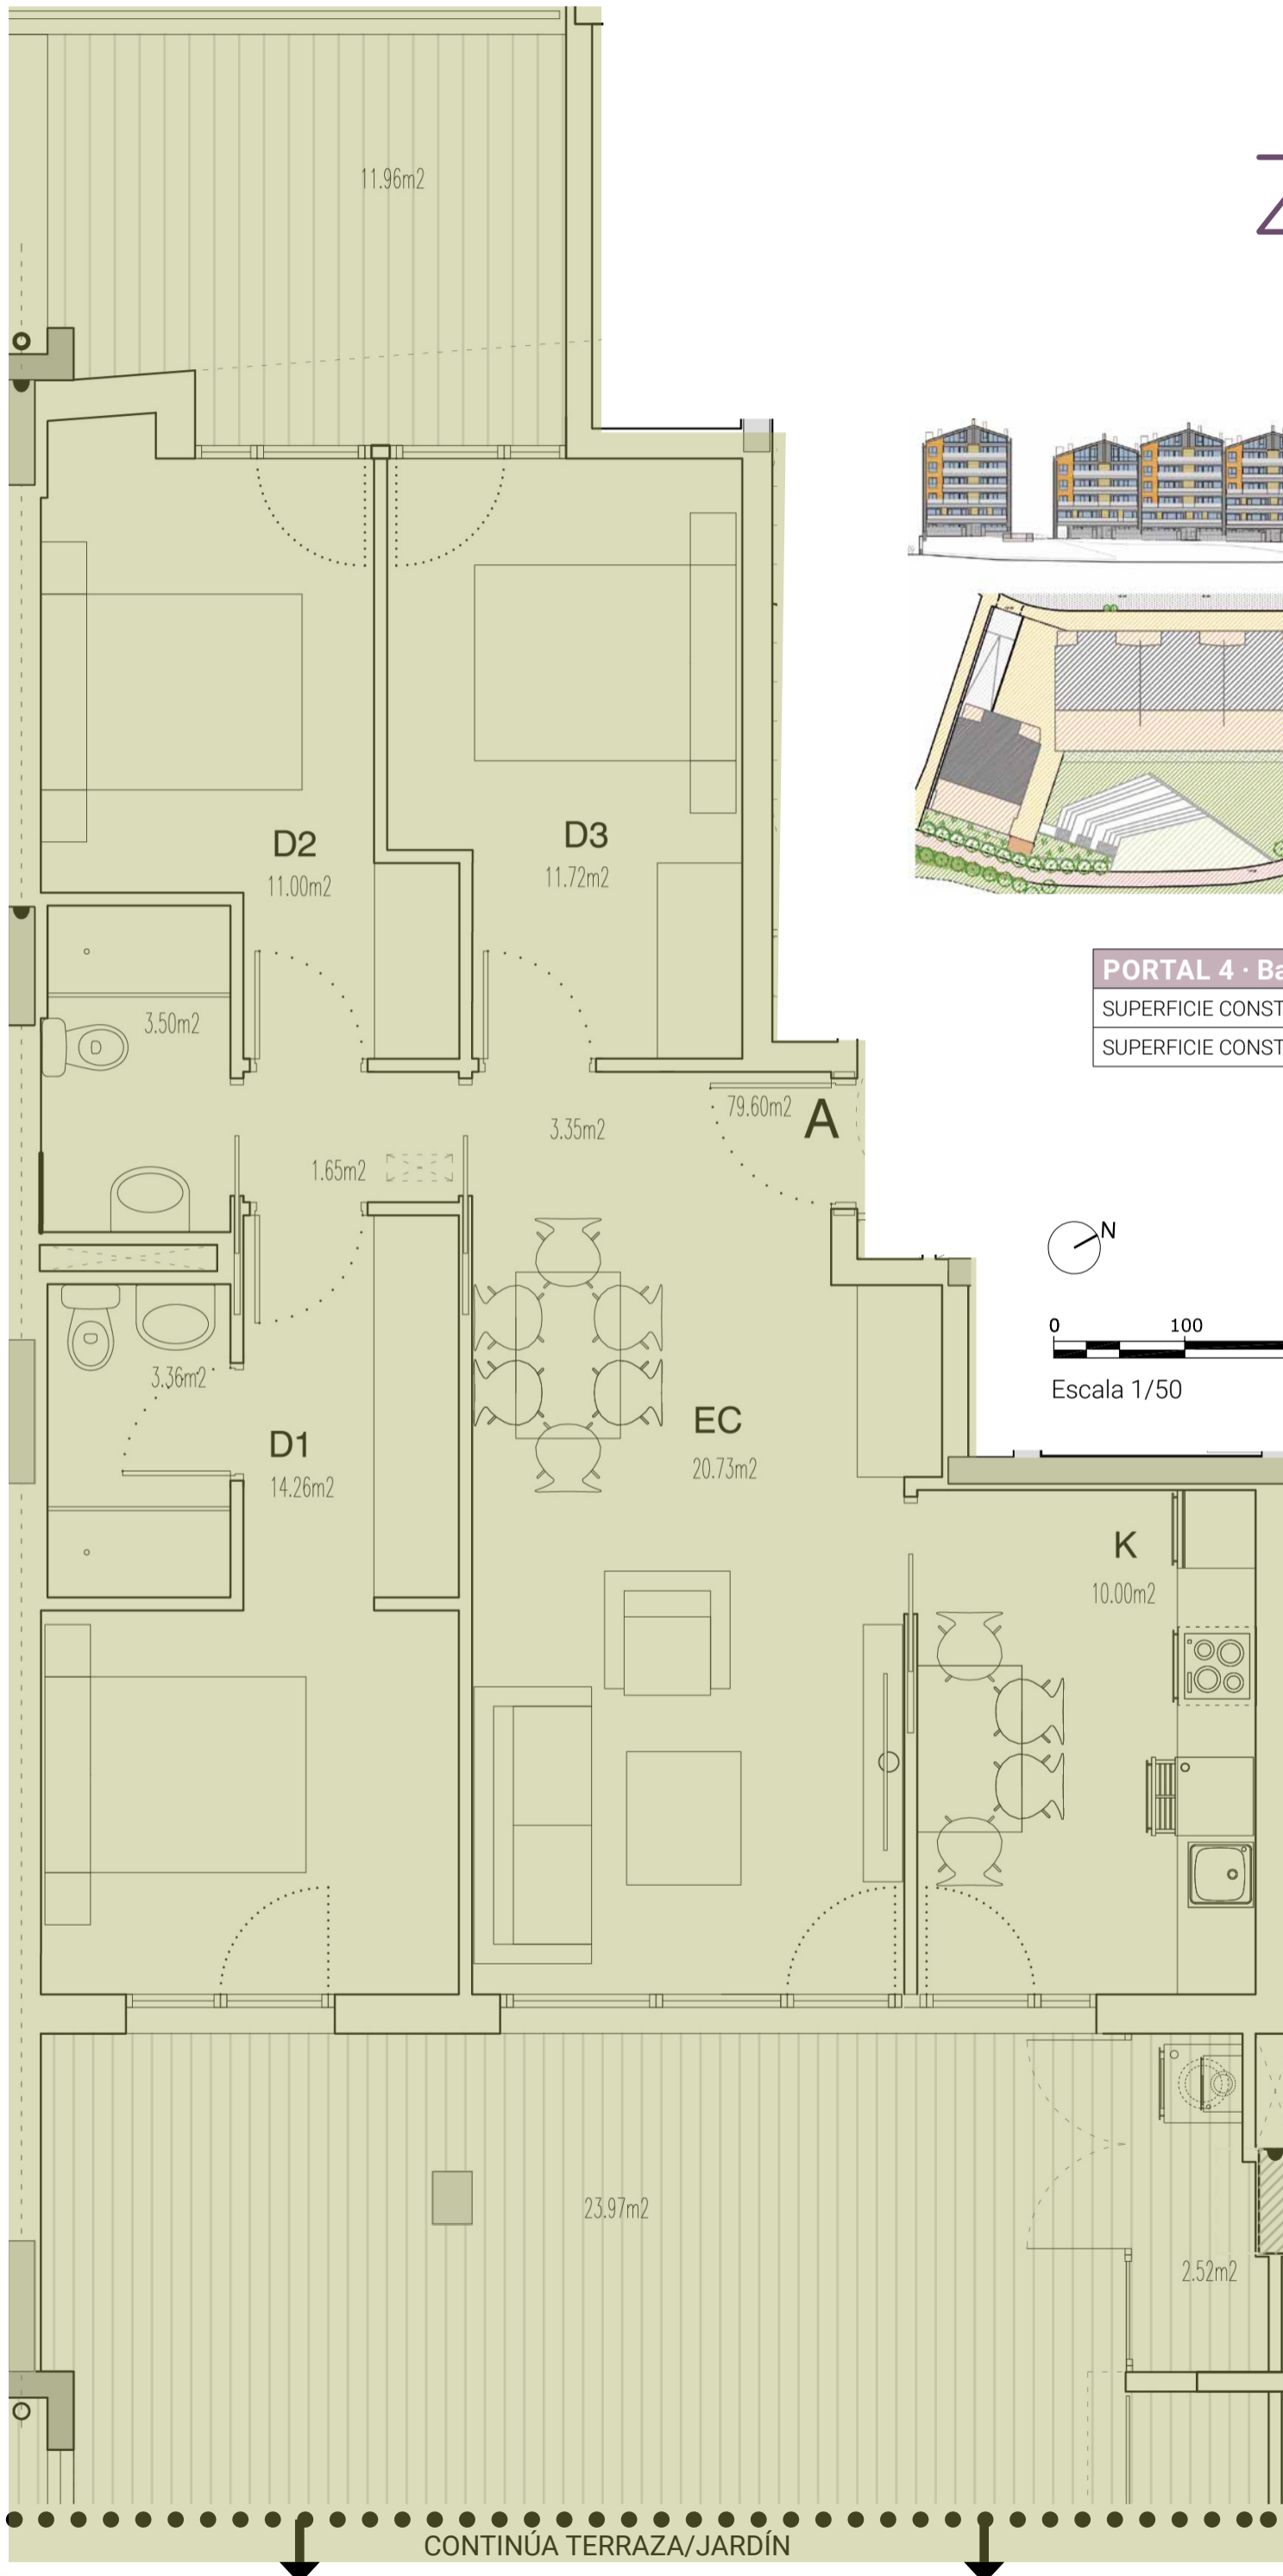 11.96m2
D2
11.00m2
D3
11.72m2
3.50m2
PORTAL 4 · Ba
SUPERFICIE CONST
SUPERFICIE CONST
79.60m2
A
3.35m2
1.65m2
N
0 100
Escala 1/50
3.36m2
D1
14.26m2
EC
20.73m2
K
10.00m2
23.97m2
2.52m2
CONTINÚA TERRAZA/JARDÍN